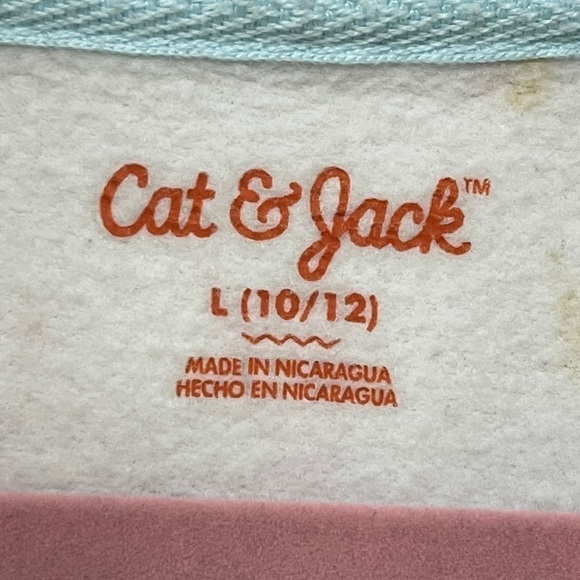 Cat & Jack™
L (10/12)
MADE IN NICARAGUA
HECHO EN NICARAGUA